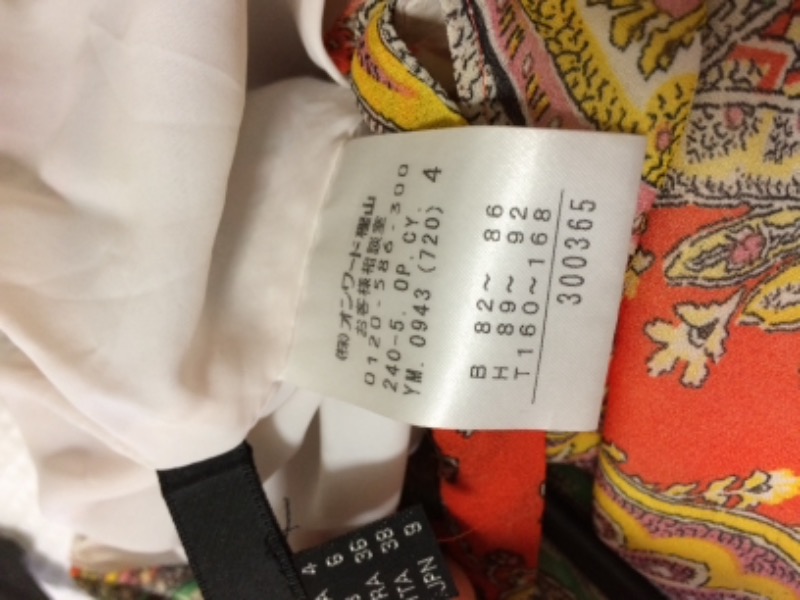 (株)オンワード樫山
お客様相談室
0120-586-300
240-5. OP. CY.
YM. 0943 (720) 4
B 82～ 86
H 89～ 92
T160～168
300365
4
6
36
RA 38
ITA
JPN 9